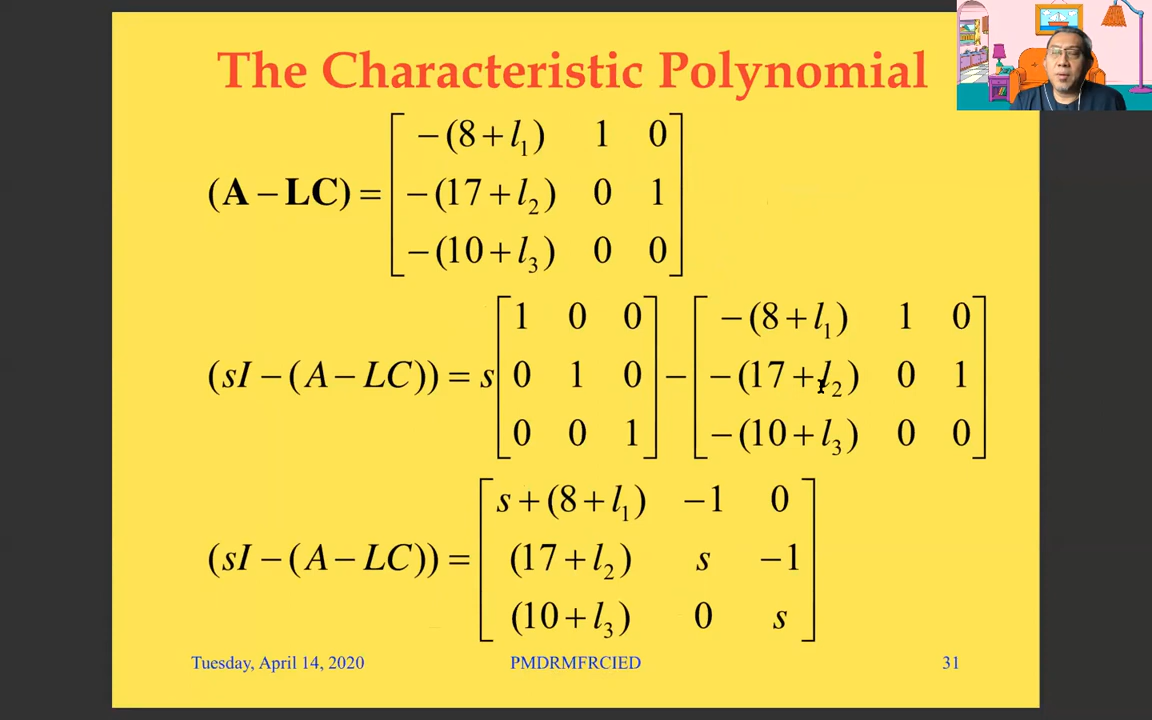 The Characteristic Polynomial
(A − LC) = [ −(8 + l₁) 1 0
−(17 + l₂) 0 1
−(10 + l₃) 0 0 ]
(sI − (A − LC)) = s [ 1 0 0
0 1 0
0 0 1 ] − [ −(8 + l₁) 1 0
−(17 + l₂) 0 1
−(10 + l₃) 0 0 ]
(sI − (A − LC)) = [ s + (8 + l₁) −1 0
(17 + l₂) s −1
(10 + l₃) 0 s ]
Tuesday, April 14, 2020 PMDRMFRCIED 31